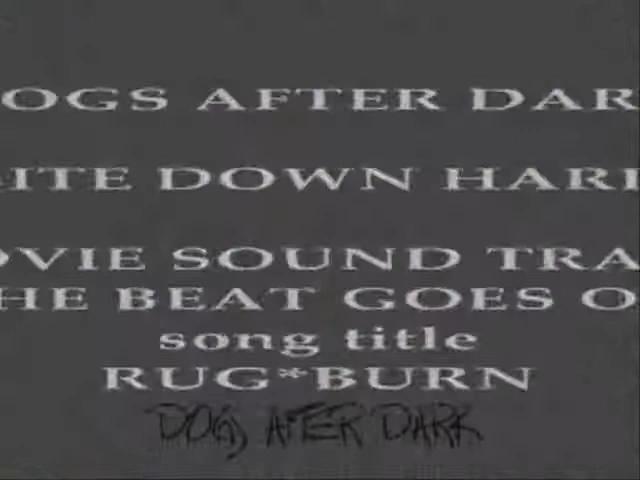 OGS AFTER DAR
ITE DOWN HAR
OVIE SOUND TRA
HE BEAT GOES O
song title
RUG*BURN
DOGS AFTER DARK